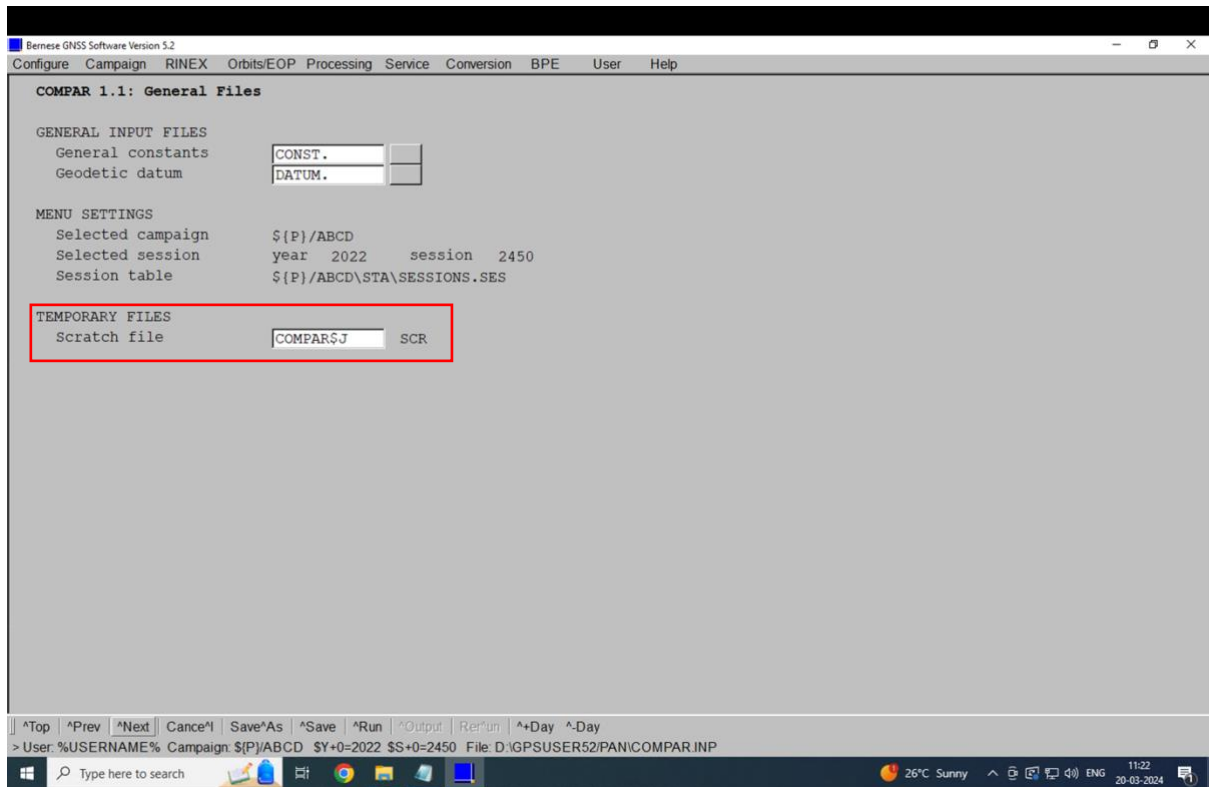 Bernese GNSS Software Version 5.2
Configure Campaign RINEX Orbits/EOP Processing Service Conversion BPE User Help
COMPAR 1.1: General Files
GENERAL INPUT FILES
General constants CONST.
Geodetic datum DATUM.
MENU SETTINGS
Selected campaign ${P}/ABCD
Selected session year 2022 session 2450
Session table ${P}/ABCD\STA\SESSIONS.SES
TEMPORARY FILES
Scratch file COMPAR$J SCR
^Top ^Prev ^Next Cance^l Save^As ^Save ^Run ^Output Rer^un ^+Day ^-Day
> User: %USERNAME% Campaign: ${P}/ABCD $Y+0=2022 $S+0=2450 File: D:\GPSUSER52/PAN\COMPAR.INP
Type here to search 26°C Sunny ENG 11:22
20-03-2024